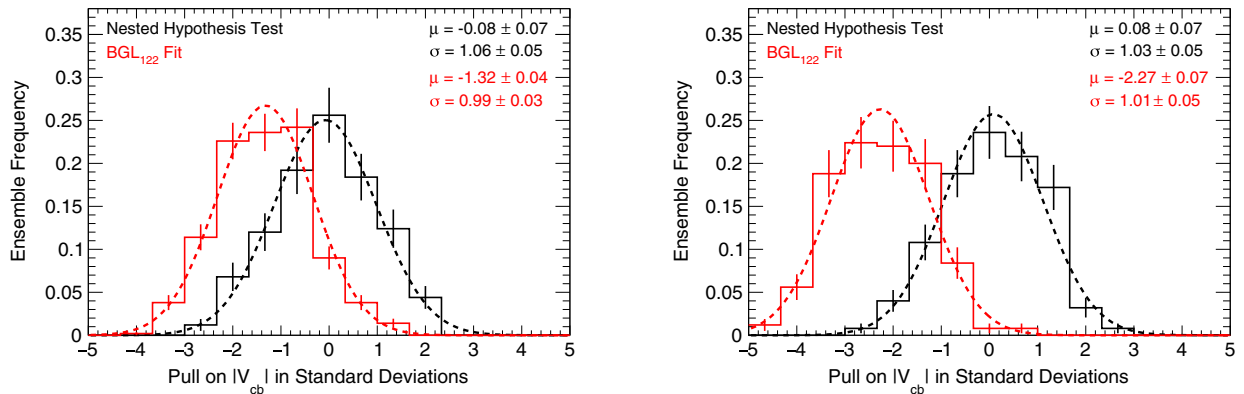 Nested Hypothesis Test
BGL122 Fit
μ = -0.08 ± 0.07
σ = 1.06 ± 0.05
μ = -1.32 ± 0.04
σ = 0.99 ± 0.03
Ensemble Frequency
0.35
0.3
0.25
0.2
0.15
0.1
0.05
0
−5 −4 −3 −2 −1 0 1 2 3 4 5
Pull on |Vcb| in Standard Deviations
Nested Hypothesis Test
BGL122 Fit
μ = 0.08 ± 0.07
σ = 1.03 ± 0.05
μ = -2.27 ± 0.07
σ = 1.01 ± 0.05
Ensemble Frequency
0.35
0.3
0.25
0.2
0.15
0.1
0.05
0
−5 −4 −3 −2 −1 0 1 2 3 4 5
Pull on |Vcb| in Standard Deviations